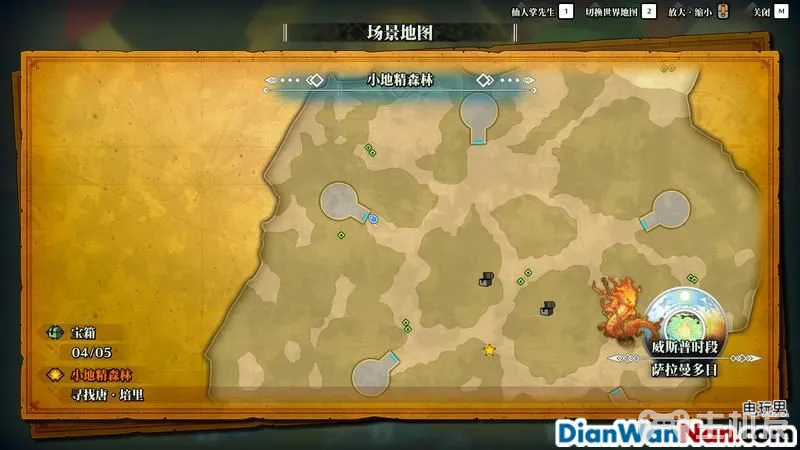 仙人掌先生 1 切换世界地图 2 放大·缩小 关闭 M
场景地图
小地精森林
宝箱
04/05
小地精森林
寻找唐·培里
威斯普时段
萨拉曼多日
电玩男
DianWanNan.com